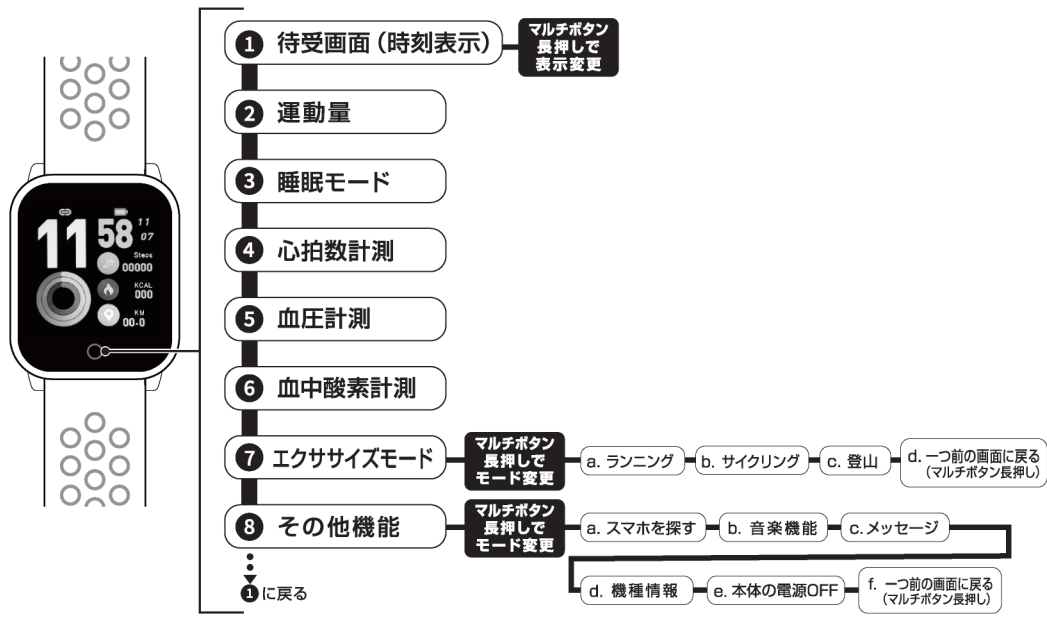 11 58 11
07
Steps
00000
KCAL
000
KM
00.0
1 待受画面（時刻表示）
マルチボタン
長押しで
表示変更
2 運動量
3 睡眠モード
4 心拍数計測
5 血圧計測
6 血中酸素計測
7 エクササイズモード
マルチボタン
長押しで
モード変更
a. ランニング
b. サイクリング
c. 登山
d. 一つ前の画面に戻る
（マルチボタン長押し）
8 その他機能
マルチボタン
長押しで
モード変更
a. スマホを探す
b. 音楽機能
c. メッセージ
d. 機種情報
e. 本体の電源OFF
f. 一つ前の画面に戻る
（マルチボタン長押し）
1 に戻る